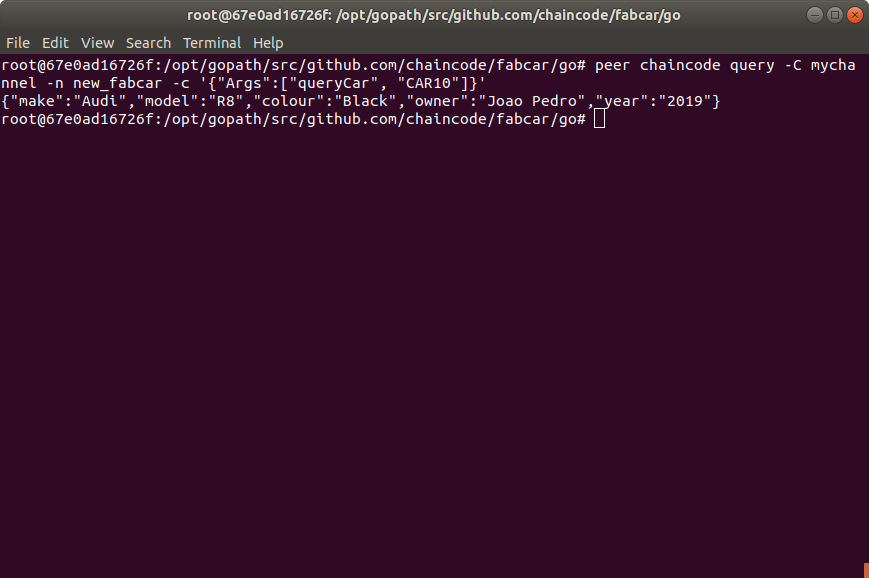 root@67e0ad16726f: /opt/gopath/src/github.com/chaincode/fabcar/go
File Edit View Search Terminal Help
root@67e0ad16726f:/opt/gopath/src/github.com/chaincode/fabcar/go# peer chaincode query -C mycha
nnel -n new_fabcar -c '{"Args":["queryCar", "CAR10"]}'
{"make":"Audi","model":"R8","colour":"Black","owner":"Joao Pedro","year":"2019"}
root@67e0ad16726f:/opt/gopath/src/github.com/chaincode/fabcar/go#